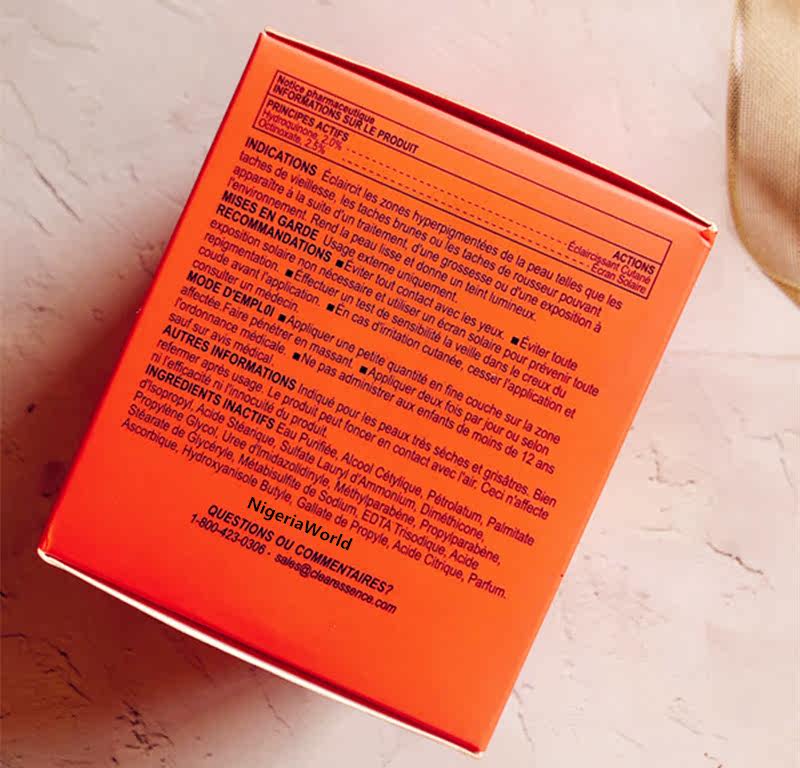 Notice pharmaceutique
INFORMATIONS SUR LE PRODUIT
PRINCIPES ACTIFS ACTIONS
Hydroquinone, 2.0% Éclaircissant Cutané
Octinoxate, 2.5% Écran Solaire
INDICATIONS Éclaircit les zones hyperpigmentées de la peau telles que les
taches de vieillesse, les taches brunes ou les taches de rousseur pouvant
apparaître à la suite d'un traitement, d'une grossesse ou d'une exposition à
l'environnement. Rend la peau lisse et donne un teint lumineux.
MISES EN GARDE Usage externe uniquement.
RECOMMANDATIONS ■Éviter tout contact avec les yeux. ■Éviter toute
exposition solaire non nécessaire et utiliser un écran solaire pour prévenir toute
repigmentation. ■Effectuer un test de sensibilité la veille dans le creux du
coude avant l'application. ■En cas d'irritation cutanée, cesser l'application et
consulter un médecin.
MODE D'EMPLOI ■Appliquer une petite quantité en fine couche sur la zone
affectée. Faire pénétrer en massant. ■Appliquer deux fois par jour ou selon
l'ordonnance médicale. ■Ne pas administrer aux enfants de moins de 12 ans
sauf sur avis médical.
AUTRES INFORMATIONS Indiqué pour les peaux très sèches et grisâtres. Bien
refermer après usage. Le produit peut foncer en contact avec l'air. Ceci n'affecte
ni l'efficacité ni l'innocuité du produit.
INGREDIENTS INACTIFS Eau Purifiée, Alcool Cétylique, Pétrolatum, Palmitate
d'Isopropyl, Acide Stéarique, Sulfate Lauryl d'Ammonium, Diméthicone,
Propylène Glycol, Uree d'Imidazolidinyle, Méthylparabène, Propylparabène,
Stéarate de Glycéryle, Métabisulfite de Sodium, EDTA Trisodique, Acide
Ascorbique, Hydroxyanisole Butyle, Gallate de Propyle, Acide Citrique, Parfum.
NigeriaWorld
QUESTIONS OU COMMENTAIRES?
1-800-423-0306 . sales@clearessence.com